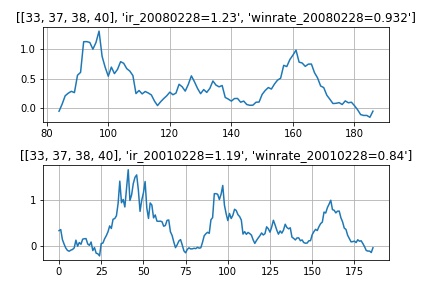 [[33, 37, 38, 40], 'ir_20080228=1.23', 'winrate_20080228=0.932']
1.0
0.5
0.0
80 100 120 140 160 180
[[33, 37, 38, 40], 'ir_20010228=1.19', 'winrate_20010228=0.84']
1
0
0 25 50 75 100 125 150 175